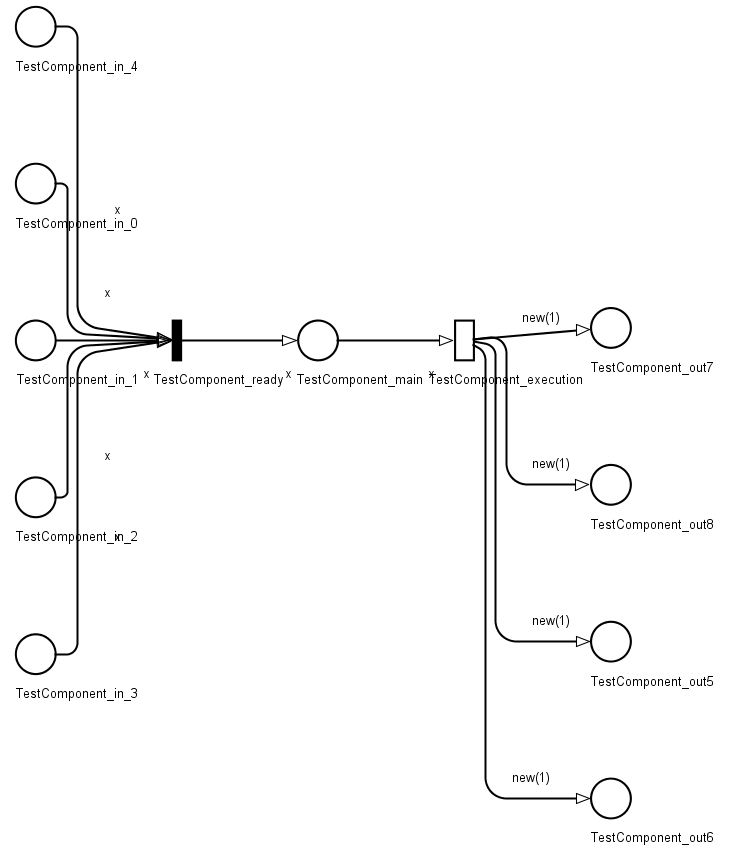 TestComponent_in_4
x
TestComponent_in_0
x
new(1)
TestComponent_out7
TestComponent_in_1
x
TestComponent_ready
x
TestComponent_main
x
TestComponent_execution
x
new(1)
TestComponent_out8
TestComponent_in_2
x
new(1)
TestComponent_out5
TestComponent_in_3
new(1)
TestComponent_out6